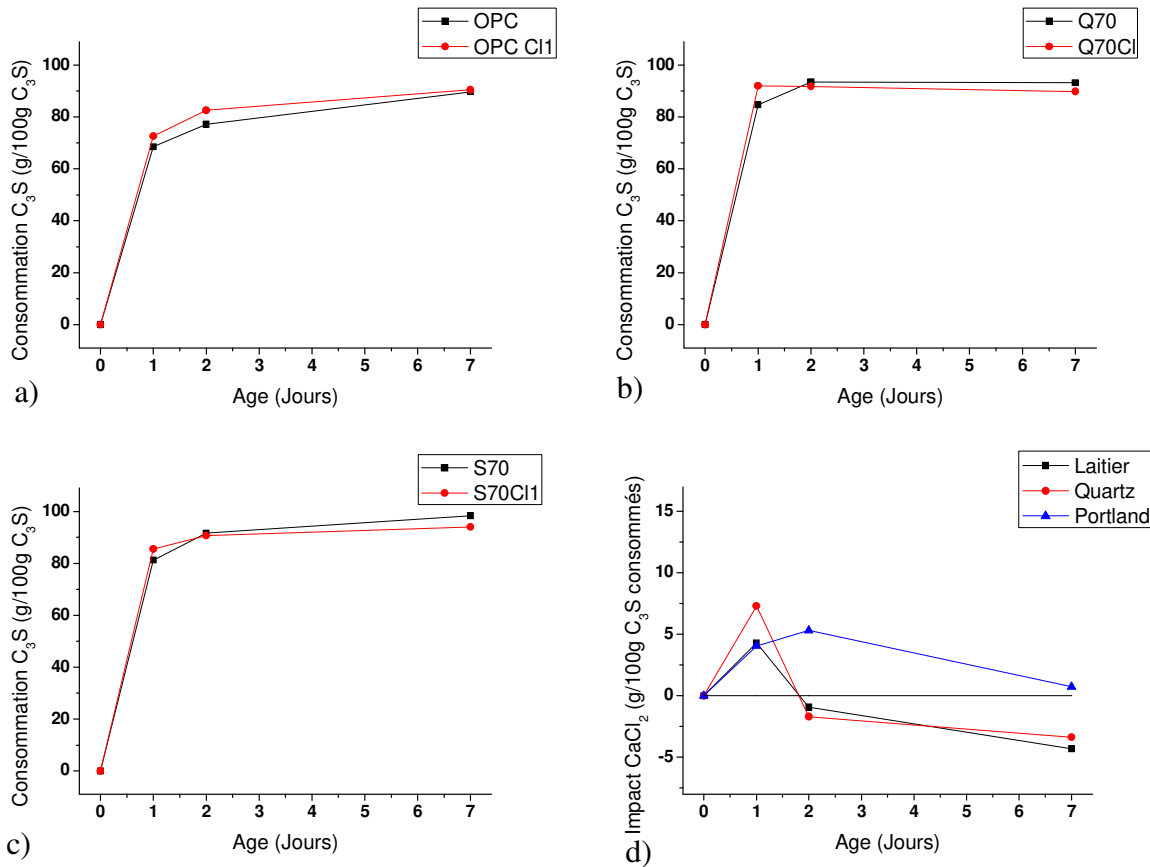 OPC
OPC Cl1
Consommation C₃S (g/100g C₃S)
100
80
60
40
20
0
0 1 2 3 4 5 6 7
Age (Jours)
a)
Q70
Q70Cl
Consommation C₃S (g/100g C₃S)
100
80
60
40
20
0
0 1 2 3 4 5 6 7
Age (Jours)
b)
S70
S70Cl1
Consommation C₃S (g/100g C₃S)
100
80
60
40
20
0
0 1 2 3 4 5 6 7
Age (Jours)
c)
Laitier
Quartz
Portland
Impact CaCl₂ (g/100g C₃S consommés)
15
10
5
0
-5
0 1 2 3 4 5 6 7
Age (Jours)
d)